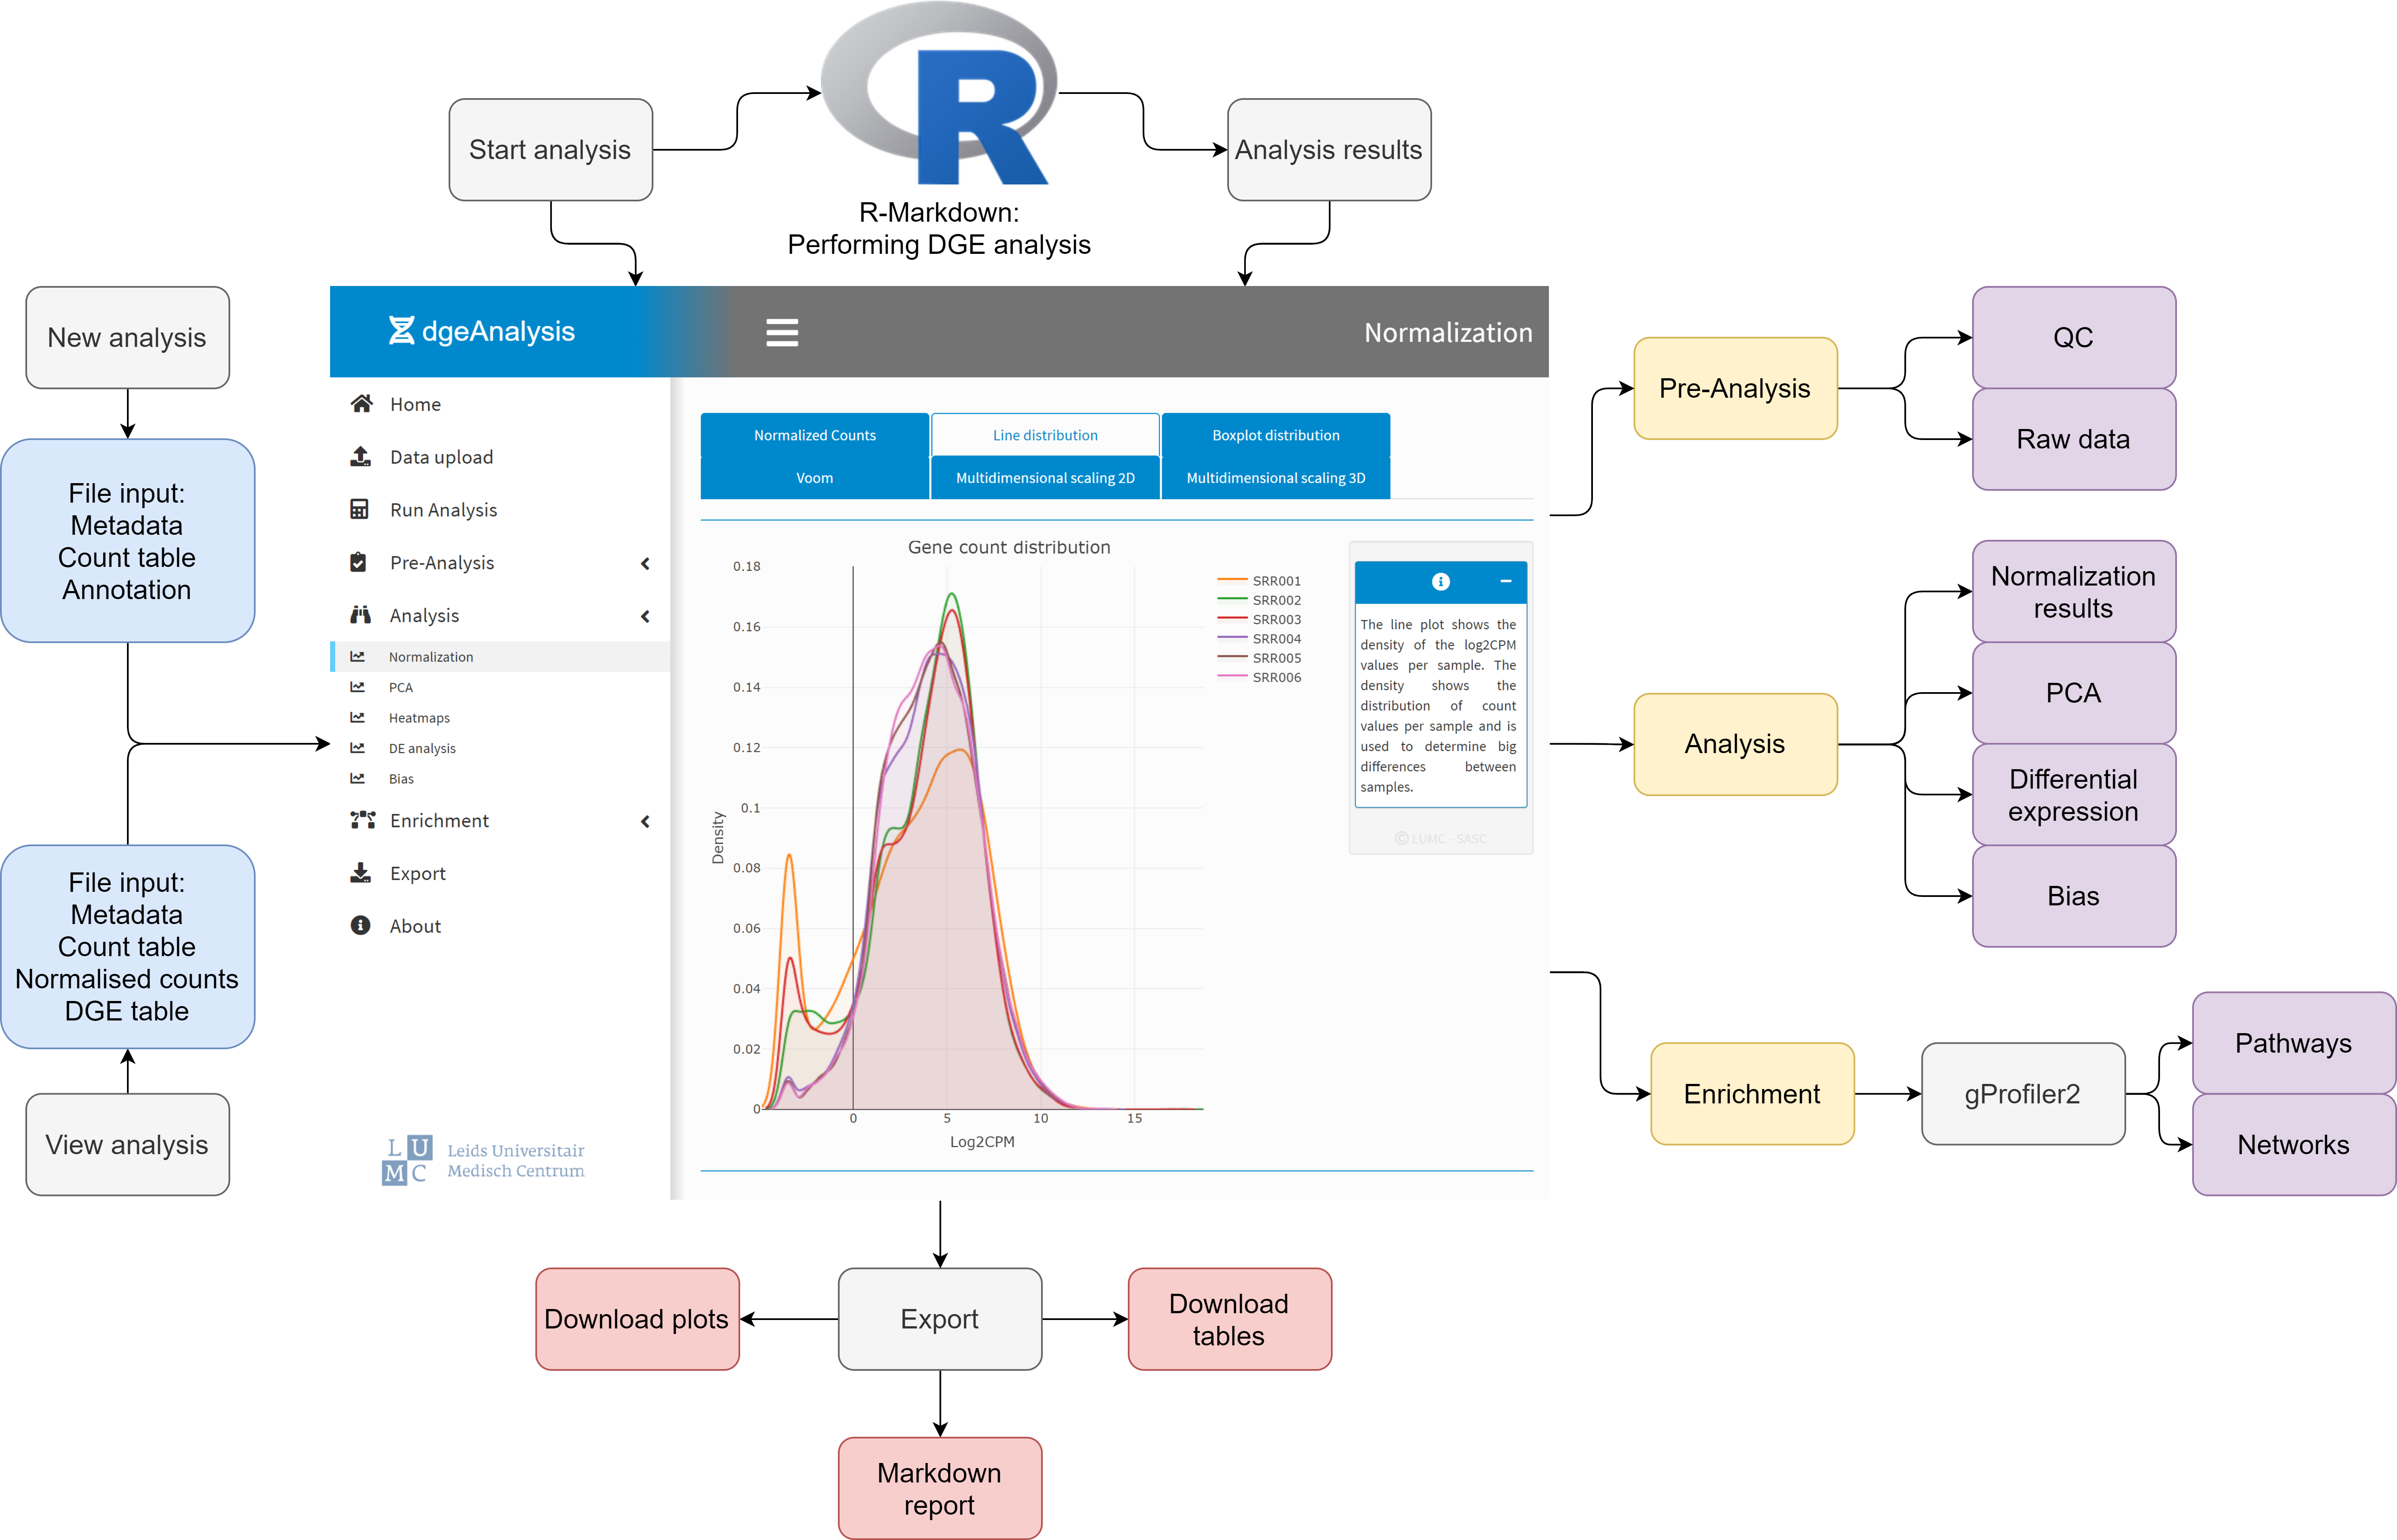 Start analysis
Analysis results
R
R-Markdown:
Performing DGE analysis
New analysis
File input:
Metadata
Count table
Annotation
File input:
Metadata
Count table
Normalised counts
DGE table
View analysis
dgeAnalysis
Normalization
Home
Data upload
Run Analysis
Pre-Analysis
Analysis
Normalization
PCA
Heatmaps
DE analysis
Bias
Enrichment
Export
About
LUMC
Leids Universitair
Medisch Centrum
Normalized Counts
Line distribution
Boxplot distribution
Voom
Multidimensional scaling 2D
Multidimensional scaling 3D
Gene count distribution
0.18
0.16
0.14
0.12
0.1
0.08
0.06
0.04
0.02
0
Density
0
5
10
15
Log2CPM
SRR001
SRR002
SRR003
SRR004
SRR005
SRR006
The line plot shows the
density of the log2CPM
values per sample. The
density shows the
distribution of count
values per sample and is
used to determine big
differences between
samples.
© LUMC - SASC
Pre-Analysis
QC
Raw data
Analysis
Normalization
results
PCA
Differential
expression
Bias
Enrichment
gProfiler2
Pathways
Networks
Export
Download plots
Download
tables
Markdown
report